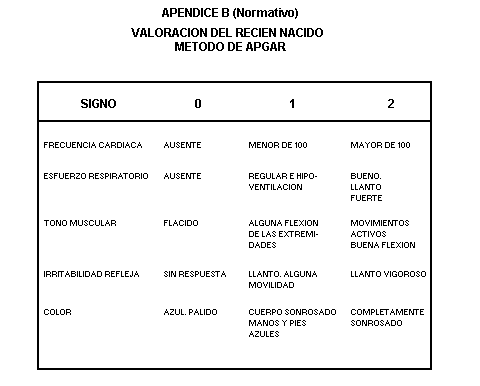 APENDICE B (Normativo)
VALORACION DEL RECIEN NACIDO
METODO DE APGAR
SIGNO 0 1 2
FRECUENCIA CARDIACA AUSENTE MENOR DE 100 MAYOR DE 100
ESFUERZO RESPIRATORIO AUSENTE REGULAR E HIPO- BUENO.
VENTILACION LLANTO
FUERTE
TONO MUSCULAR FLACIDO ALGUNA FLEXION MOVIMIENTOS
DE LAS EXTREMI- ACTIVOS
DADES BUENA FLEXION
IRRITABILIDAD REFLEJA SIN RESPUESTA LLANTO. ALGUNA LLANTO VIGOROSO
MOVILIDAD
COLOR AZUL. PALIDO CUERPO SONROSADO COMPLETAMENTE
MANOS Y PIES SONROSADO
AZULES